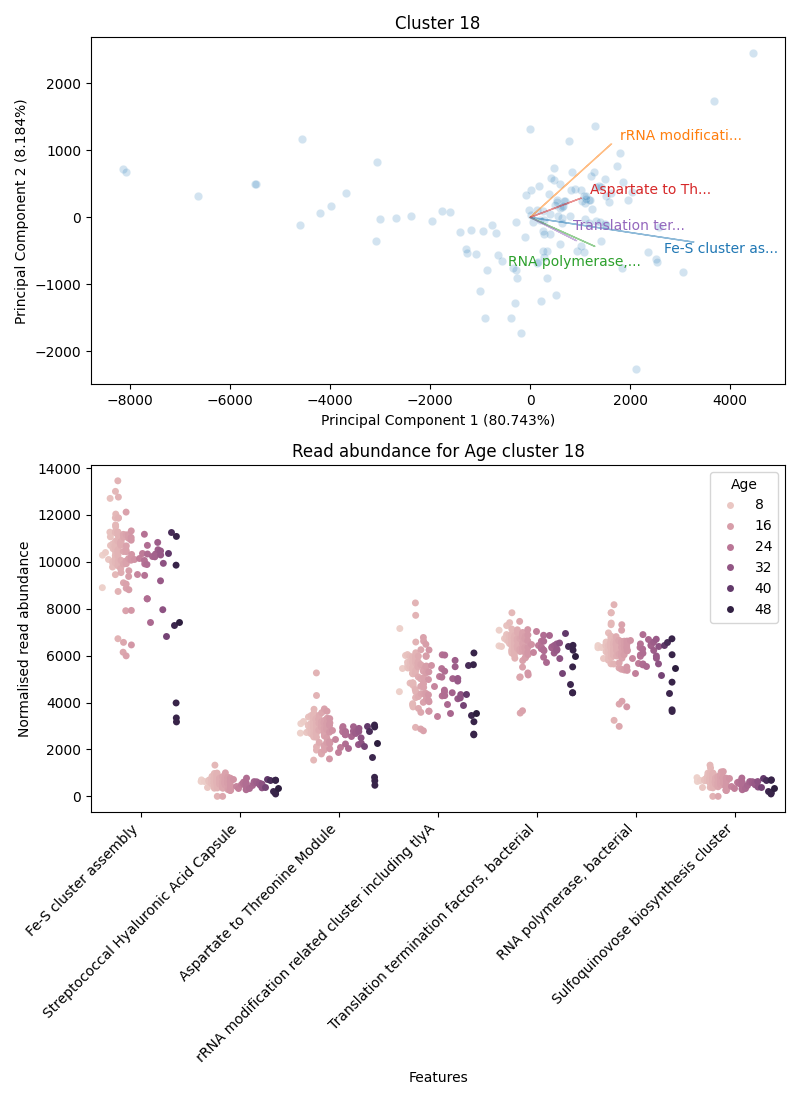 Cluster 18
Principal Component 2 (8.184%)
2000
1000
0
−1000
−2000
rRNA modificati...
Aspartate to Th...
Translation ter...
Fe-S cluster as...
RNA polymerase,...
−8000
−6000
−4000
−2000
0
2000
4000
Principal Component 1 (80.743%)
Read abundance for Age cluster 18
Normalised read abundance
14000
12000
10000
8000
6000
4000
2000
0
Age
8
16
24
32
40
48
Fe-S cluster assembly
Streptococcal Hyaluronic Acid Capsule
Aspartate to Threonine Module
rRNA modification related cluster including tlyA
Translation termination factors, bacterial
RNA polymerase, bacterial
Sulfoquinovose biosynthesis cluster
Features